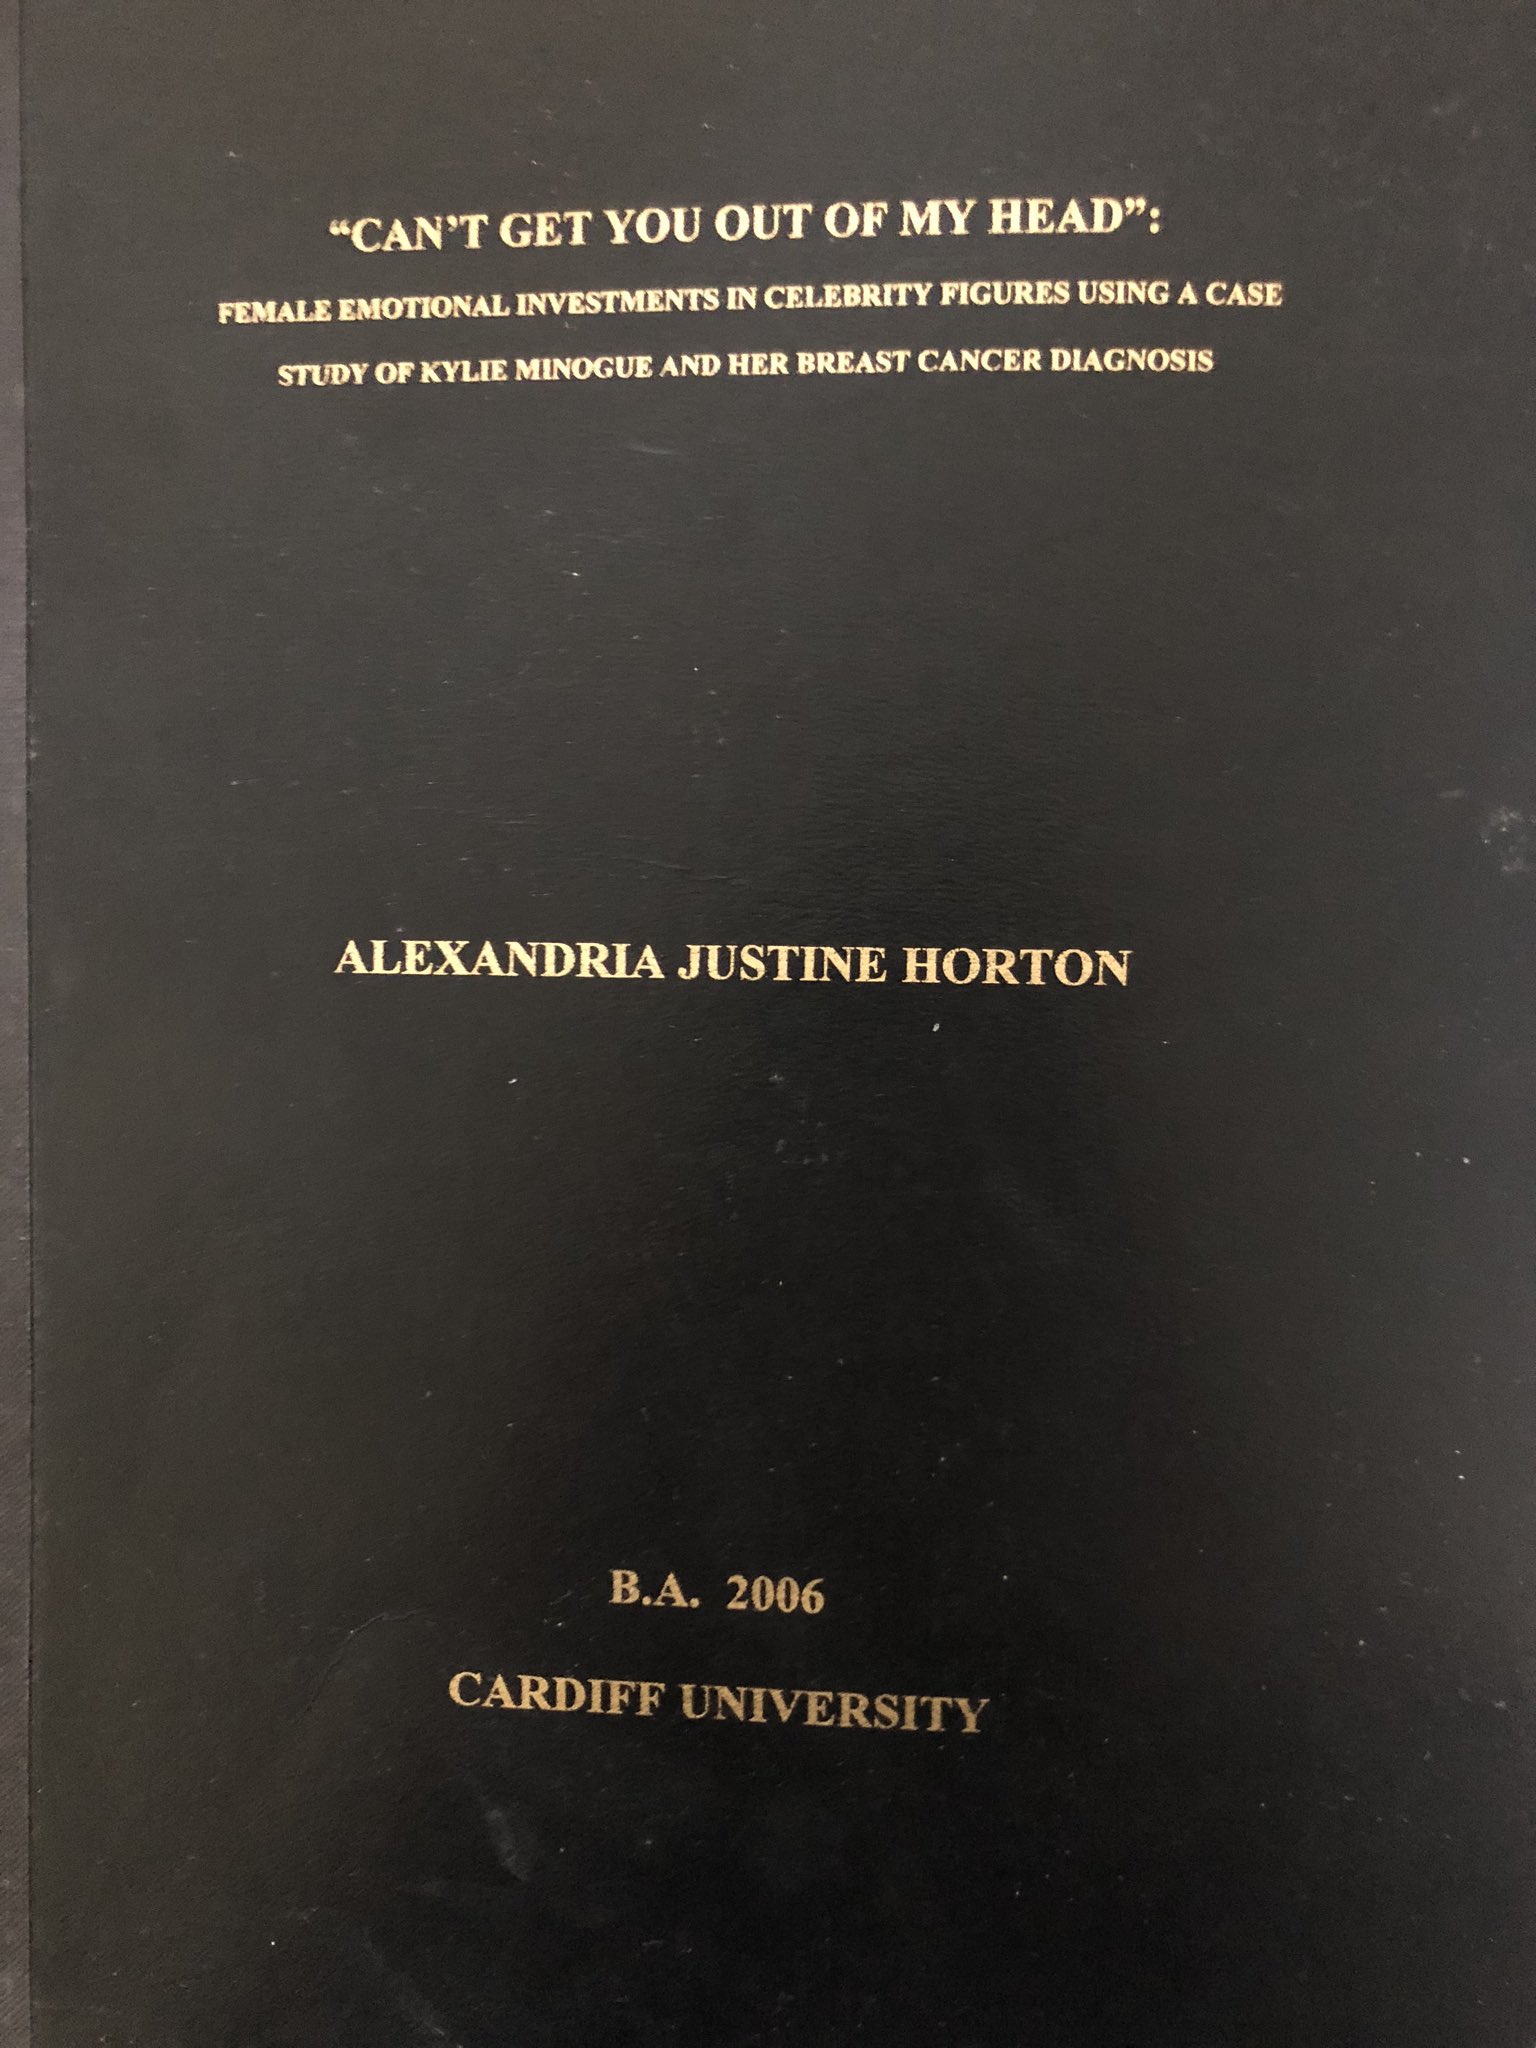 “CAN’T GET YOU OUT OF MY HEAD”:
FEMALE EMOTIONAL INVESTMENTS IN CELEBRITY FIGURES USING A CASE
STUDY OF KYLIE MINOGUE AND HER BREAST CANCER DIAGNOSIS
ALEXANDRIA JUSTINE HORTON
B.A. 2006
CARDIFF UNIVERSITY